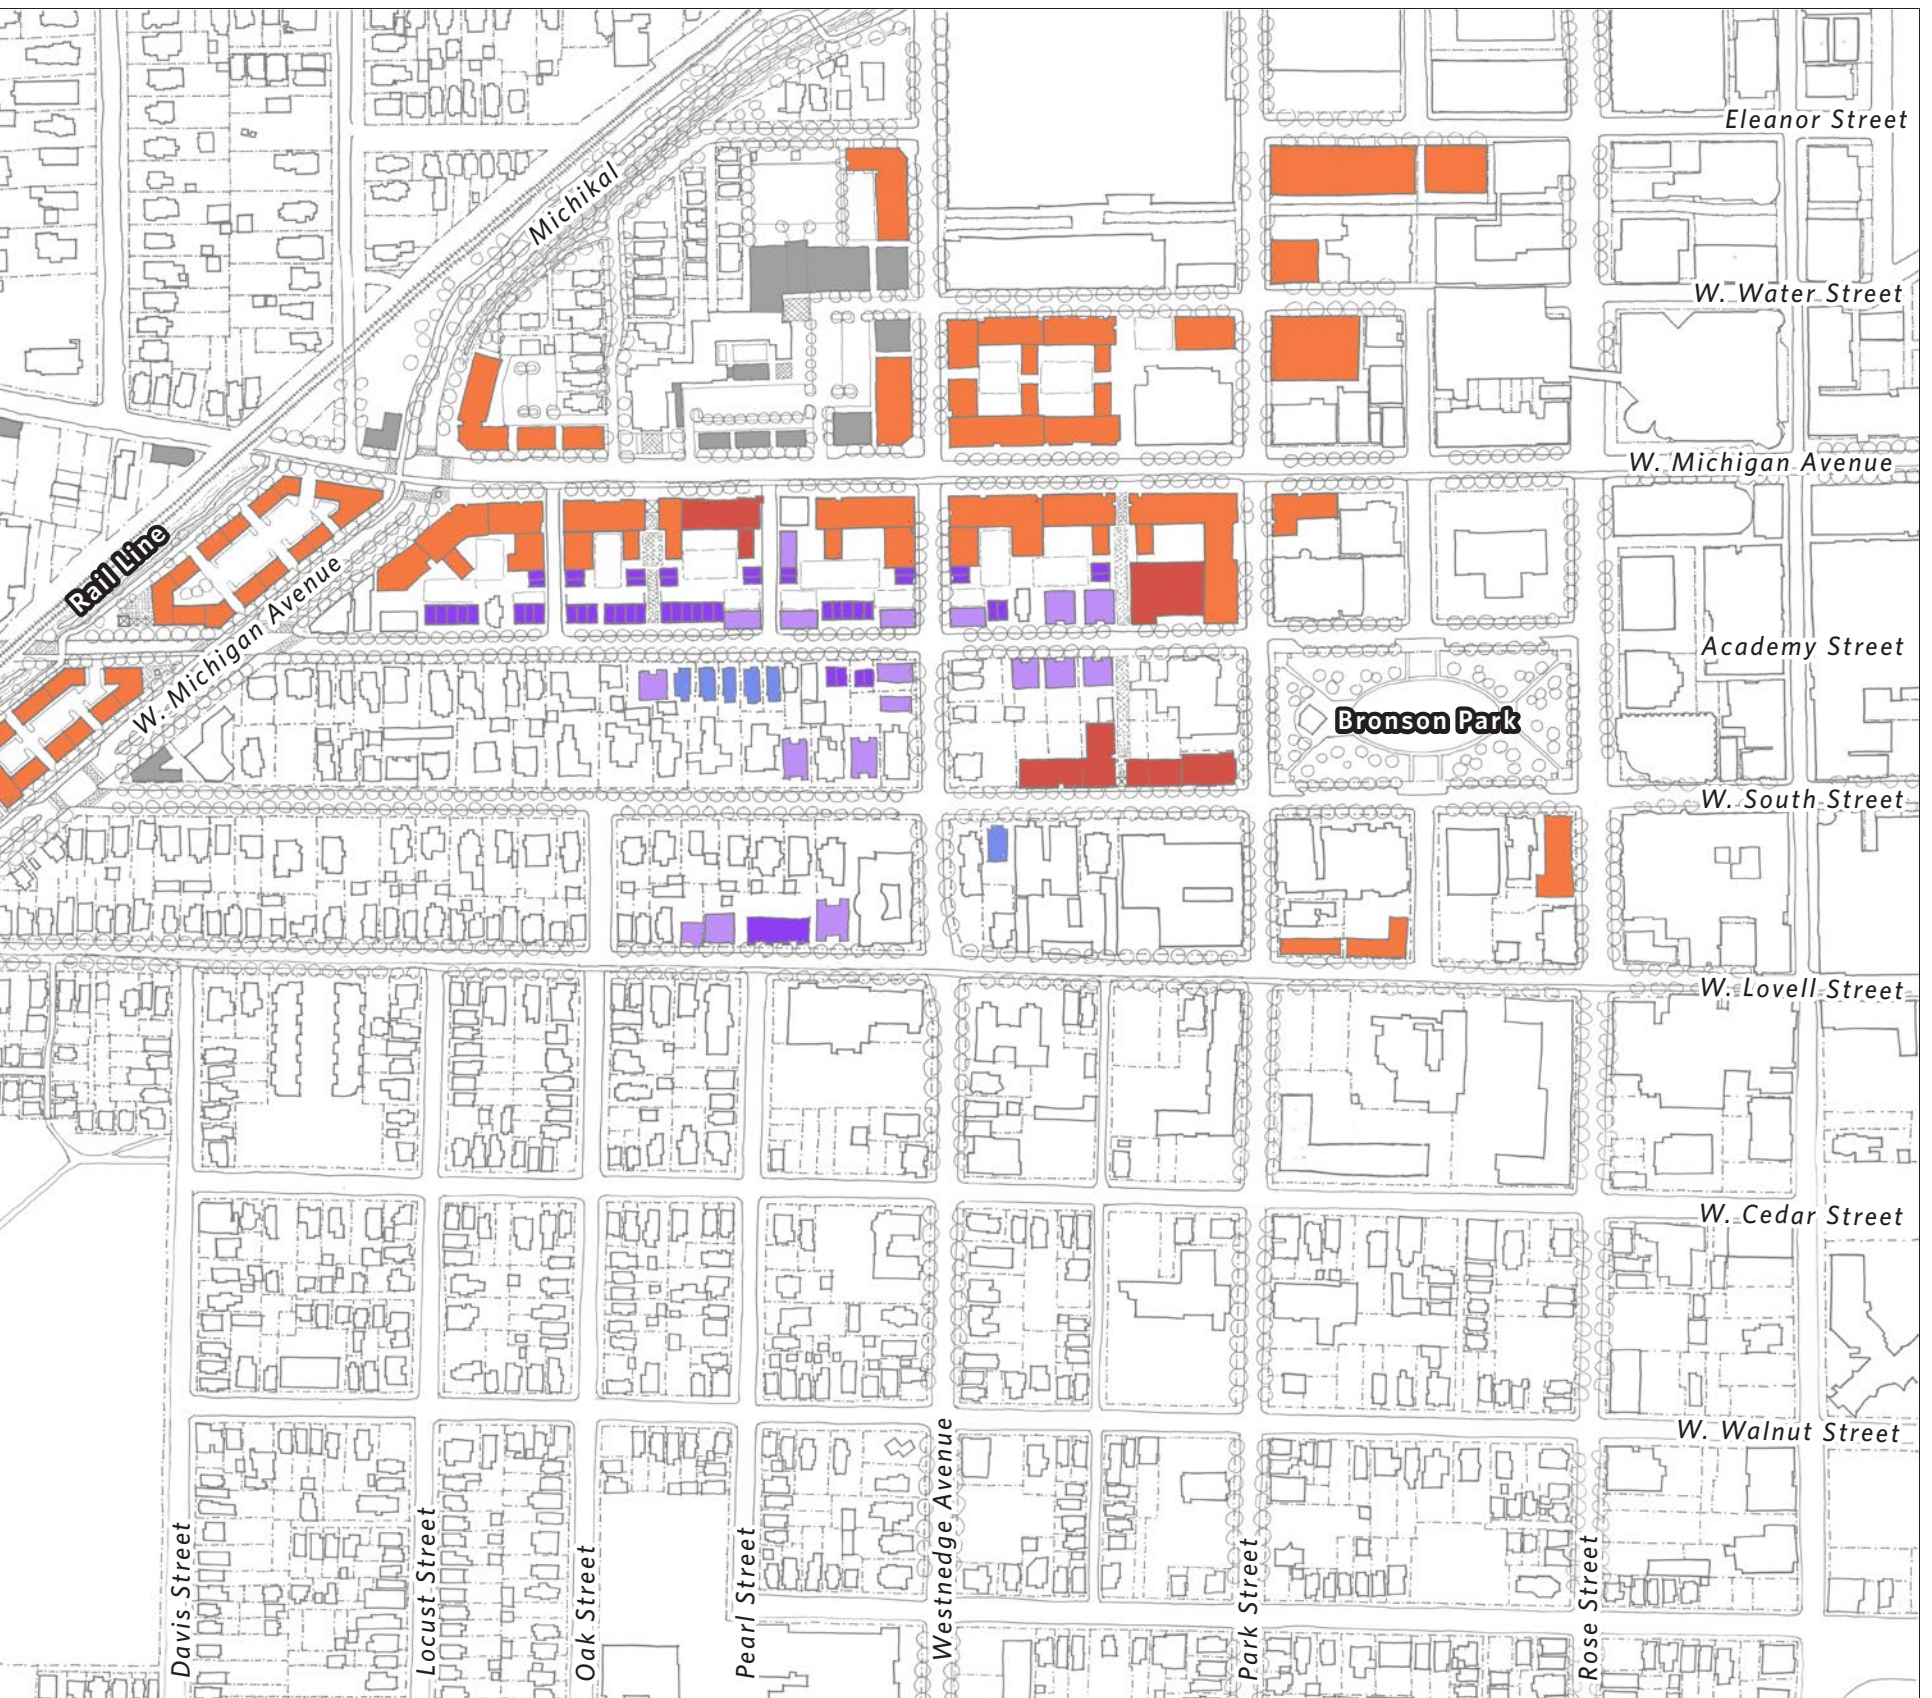 Eleanor Street
Michikal
W. Water Street
W. Michigan Avenue
Rail Line
W. Michigan Avenue
Academy Street
Bronson Park
W. South Street
W. Lovell Street
W. Cedar Street
W. Walnut Street
Davis Street
Locust Street
Oak Street
Pearl Street
Westnedge Avenue
Park Street
Rose Street